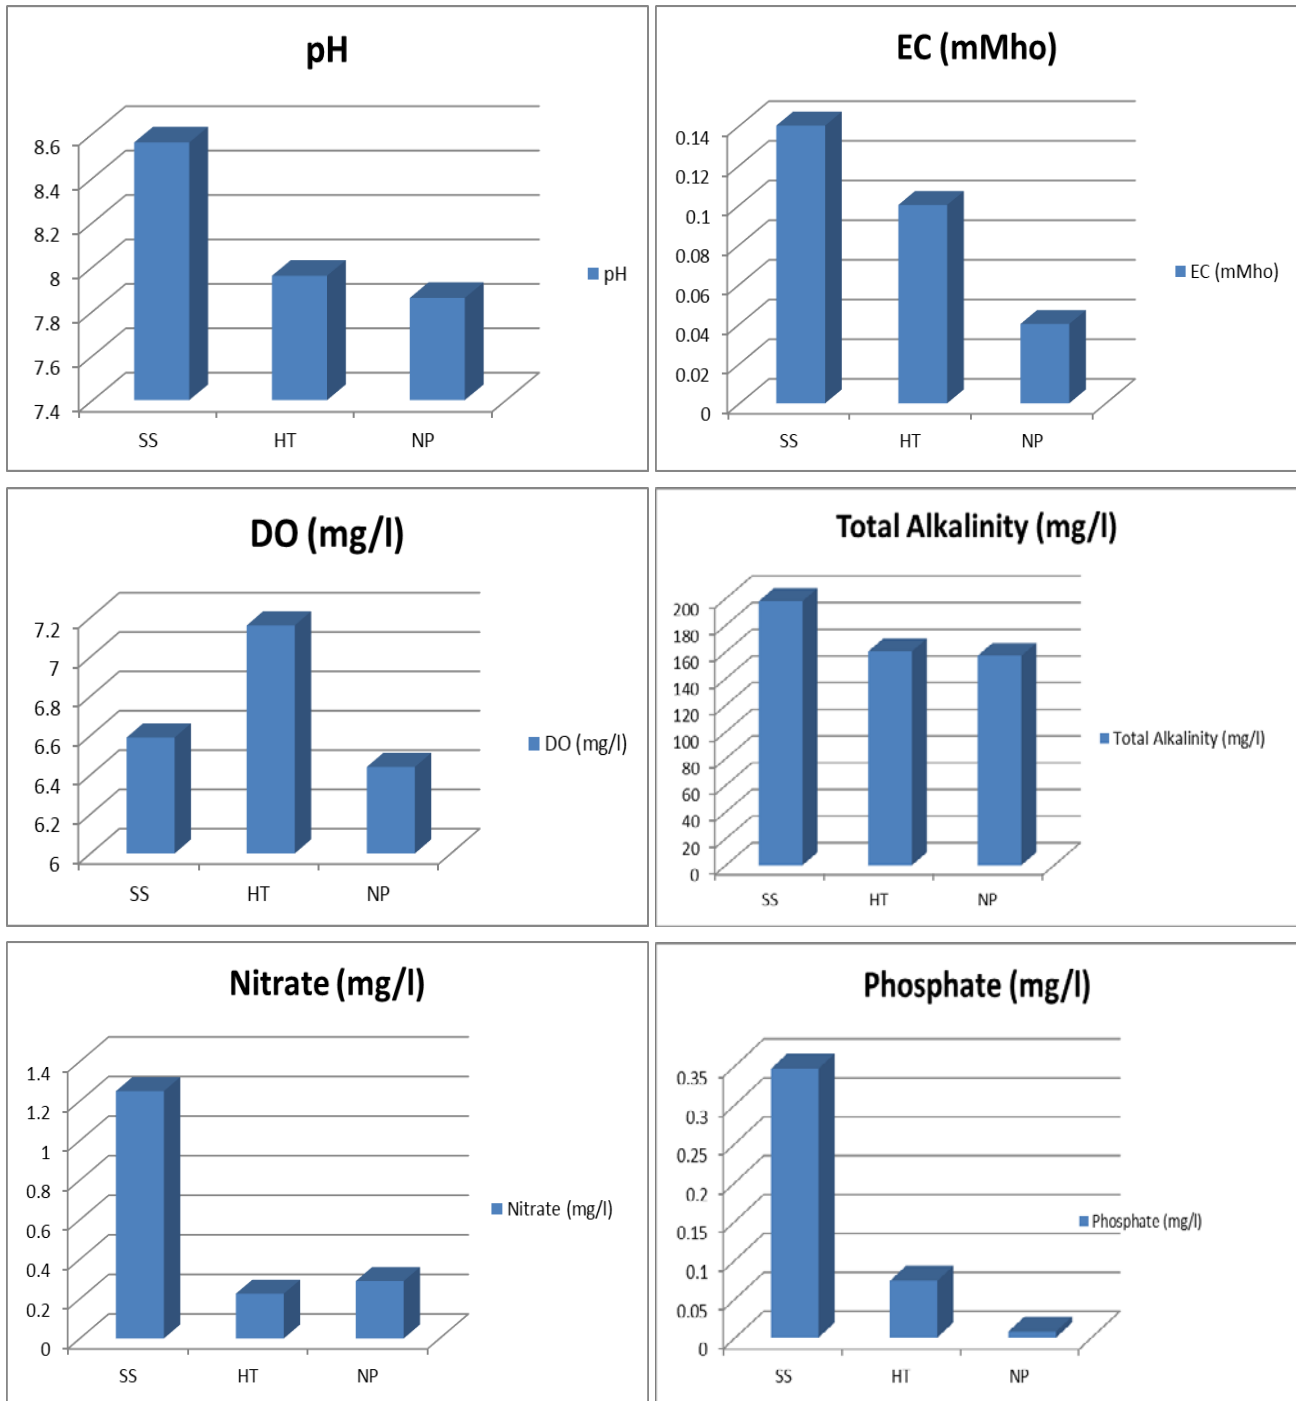 pH
8.6
8.4
8.2
8
7.8
7.6
7.4
SS HT NP
pH
EC (mMho)
0.14
0.12
0.1
0.08
0.06
0.04
0.02
0
SS HT NP
EC (mMho)
DO (mg/l)
7.2
7
6.8
6.6
6.4
6.2
6
SS HT NP
DO (mg/l)
Total Alkalinity (mg/l)
200
180
160
140
120
100
80
60
40
20
0
SS HT NP
Total Alkalinity (mg/l)
Nitrate (mg/l)
1.4
1.2
1
0.8
0.6
0.4
0.2
0
SS HT NP
Nitrate (mg/l)
Phosphate (mg/l)
0.35
0.3
0.25
0.2
0.15
0.1
0.05
0
SS HT NP
Phosphate (mg/l)